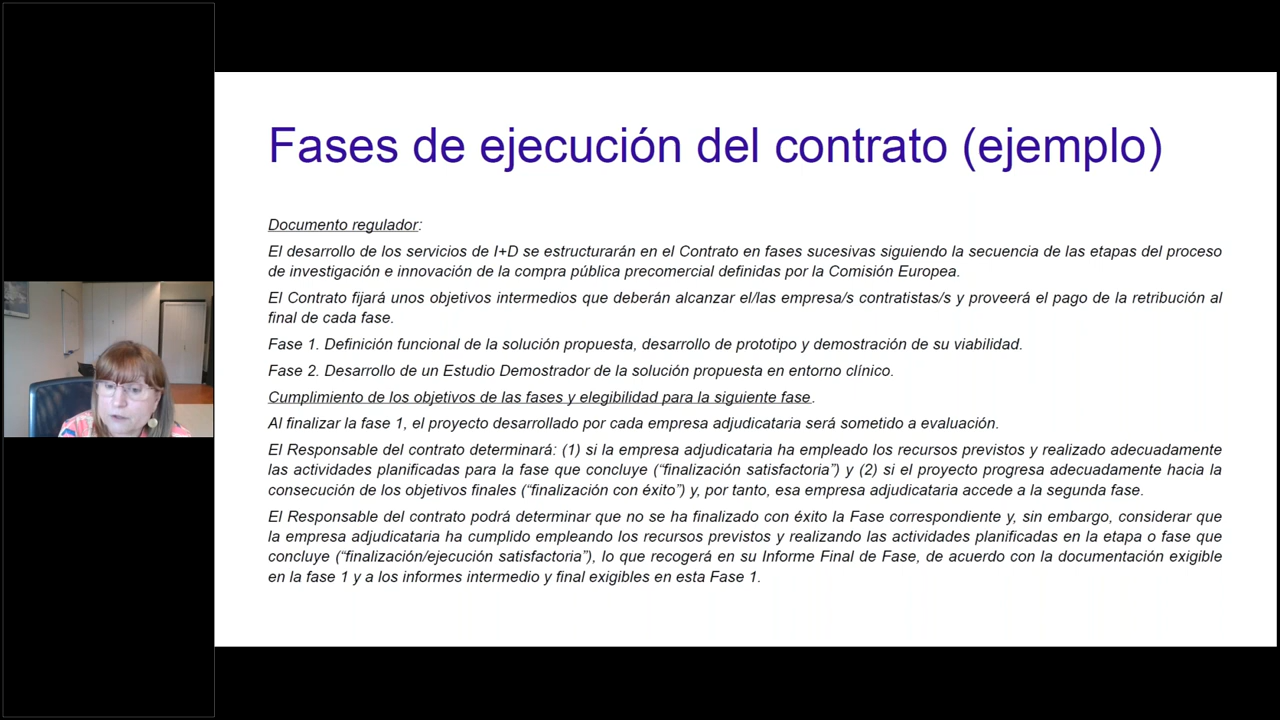 Fases de ejecución del contrato (ejemplo)
Documento regulador:
El desarrollo de los servicios de I+D se estructurarán en el Contrato en fases sucesivas siguiendo la secuencia de las etapas del proceso
de investigación e innovación de la compra pública precomercial definidas por la Comisión Europea.
El Contrato fijará unos objetivos intermedios que deberán alcanzar el/las empresa/s contratistas/s y proveerá el pago de la retribución al
final de cada fase.
Fase 1. Definición funcional de la solución propuesta, desarrollo de prototipo y demostración de su viabilidad.
Fase 2. Desarrollo de un Estudio Demostrador de la solución propuesta en entorno clínico.
Cumplimiento de los objetivos de las fases y elegibilidad para la siguiente fase.
Al finalizar la fase 1, el proyecto desarrollado por cada empresa adjudicataria será sometido a evaluación.
El Responsable del contrato determinará: (1) si la empresa adjudicataria ha empleado los recursos previstos y realizado adecuadamente
las actividades planificadas para la fase que concluye (“finalización satisfactoria”) y (2) si el proyecto progresa adecuadamente hacia la
consecución de los objetivos finales (“finalización con éxito”) y, por tanto, esa empresa adjudicataria accede a la segunda fase.
El Responsable del contrato podrá determinar que no se ha finalizado con éxito la Fase correspondiente y, sin embargo, considerar que
la empresa adjudicataria ha cumplido empleando los recursos previstos y realizando las actividades planificadas en la etapa o fase que
concluye (“finalización/ejecución satisfactoria”), lo que recogerá en su Informe Final de Fase, de acuerdo con la documentación exigible
en la fase 1 y a los informes intermedio y final exigibles en esta Fase 1.